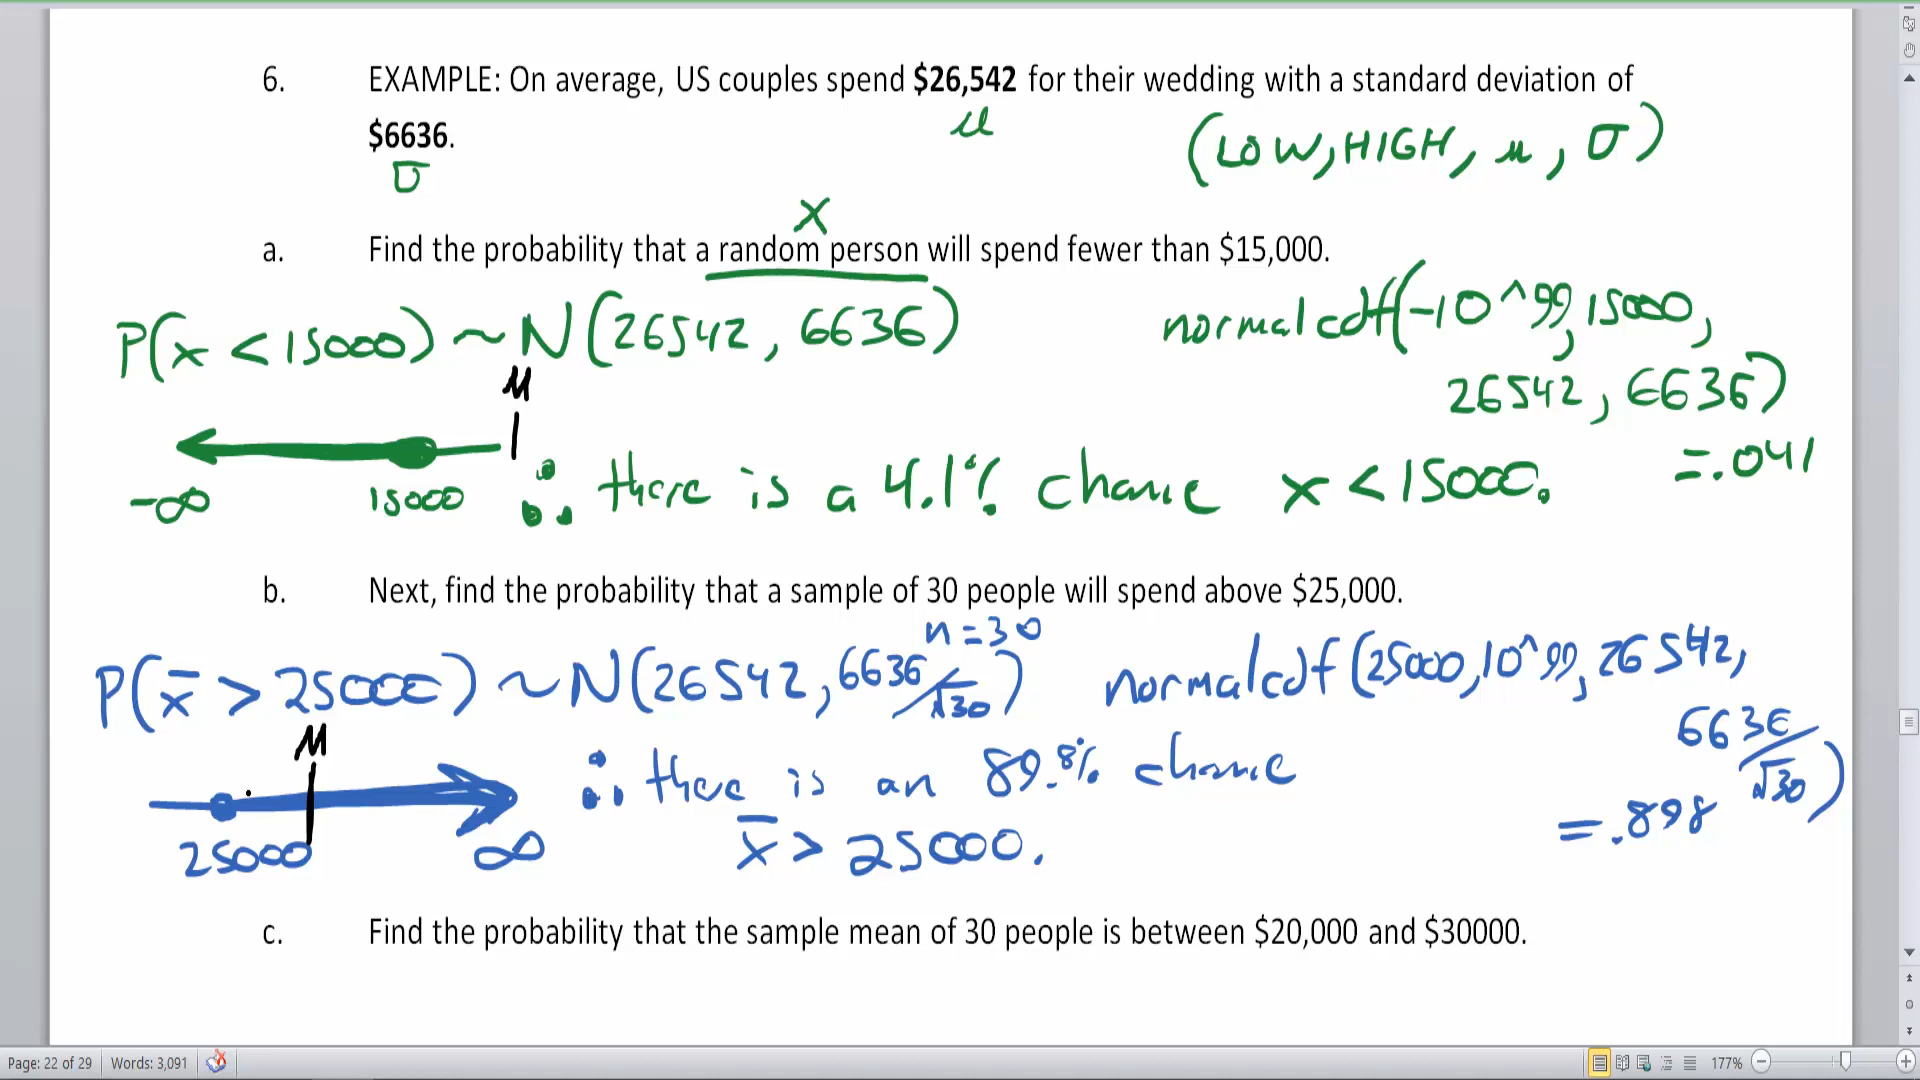 6. EXAMPLE: On average, US couples spend $26,542 for their wedding with a standard deviation of
$6636.
μ
σ
(LOW, HIGH, μ, σ)
x
a. Find the probability that a random person will spend fewer than $15,000.
P(x < 15000) ~ N(26542, 6636)
normalcdf(-10^99, 15000,
26542, 6636)
= .041
μ
-∞ 15000
∴ there is a 4.1% chance x < 15000.
b. Next, find the probability that a sample of 30 people will spend above $25,000.
n = 30
P(x̄ > 25000) ~ N(26542, 6636/√30)
normalcdf(25000, 10^99, 26542,
6636/√30)
= .898
μ
25000 ∞
∴ there is an 89.8% chance
x̄ > 25000.
c. Find the probability that the sample mean of 30 people is between $20,000 and $30000.
Page: 22 of 29 Words: 3,091 177%